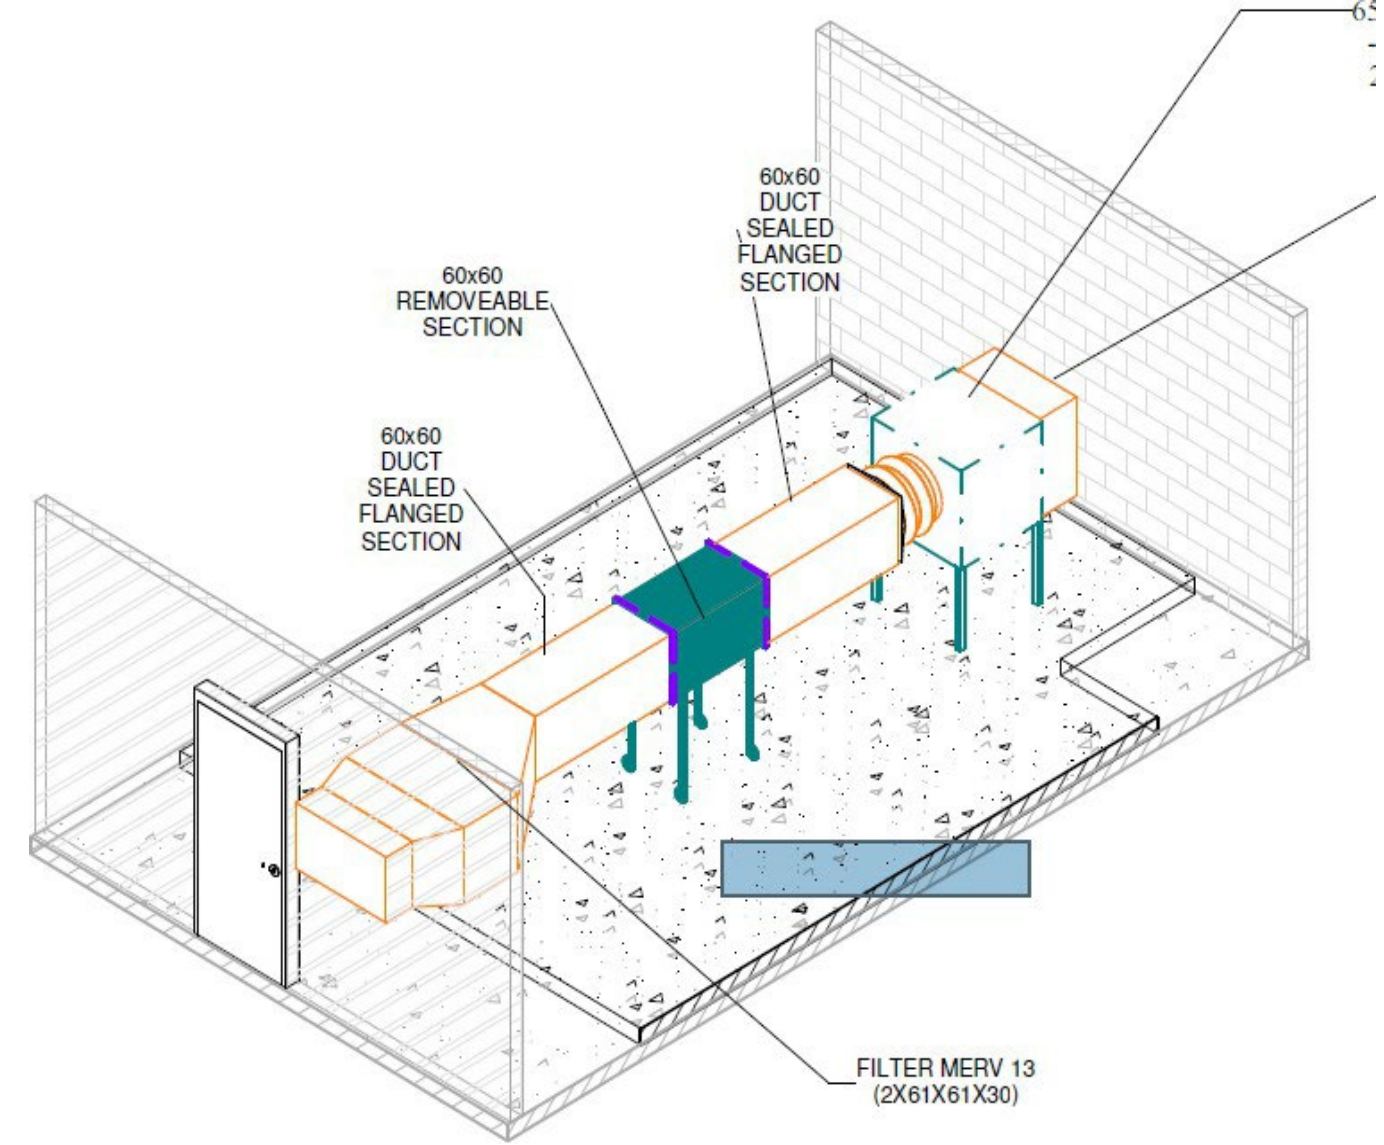 60x60
DUCT
SEALED
FLANGED
SECTION
60x60
REMOVEABLE
SECTION
60x60
DUCT
SEALED
FLANGED
SECTION
FILTER MERV 13
(2X61X61X30)